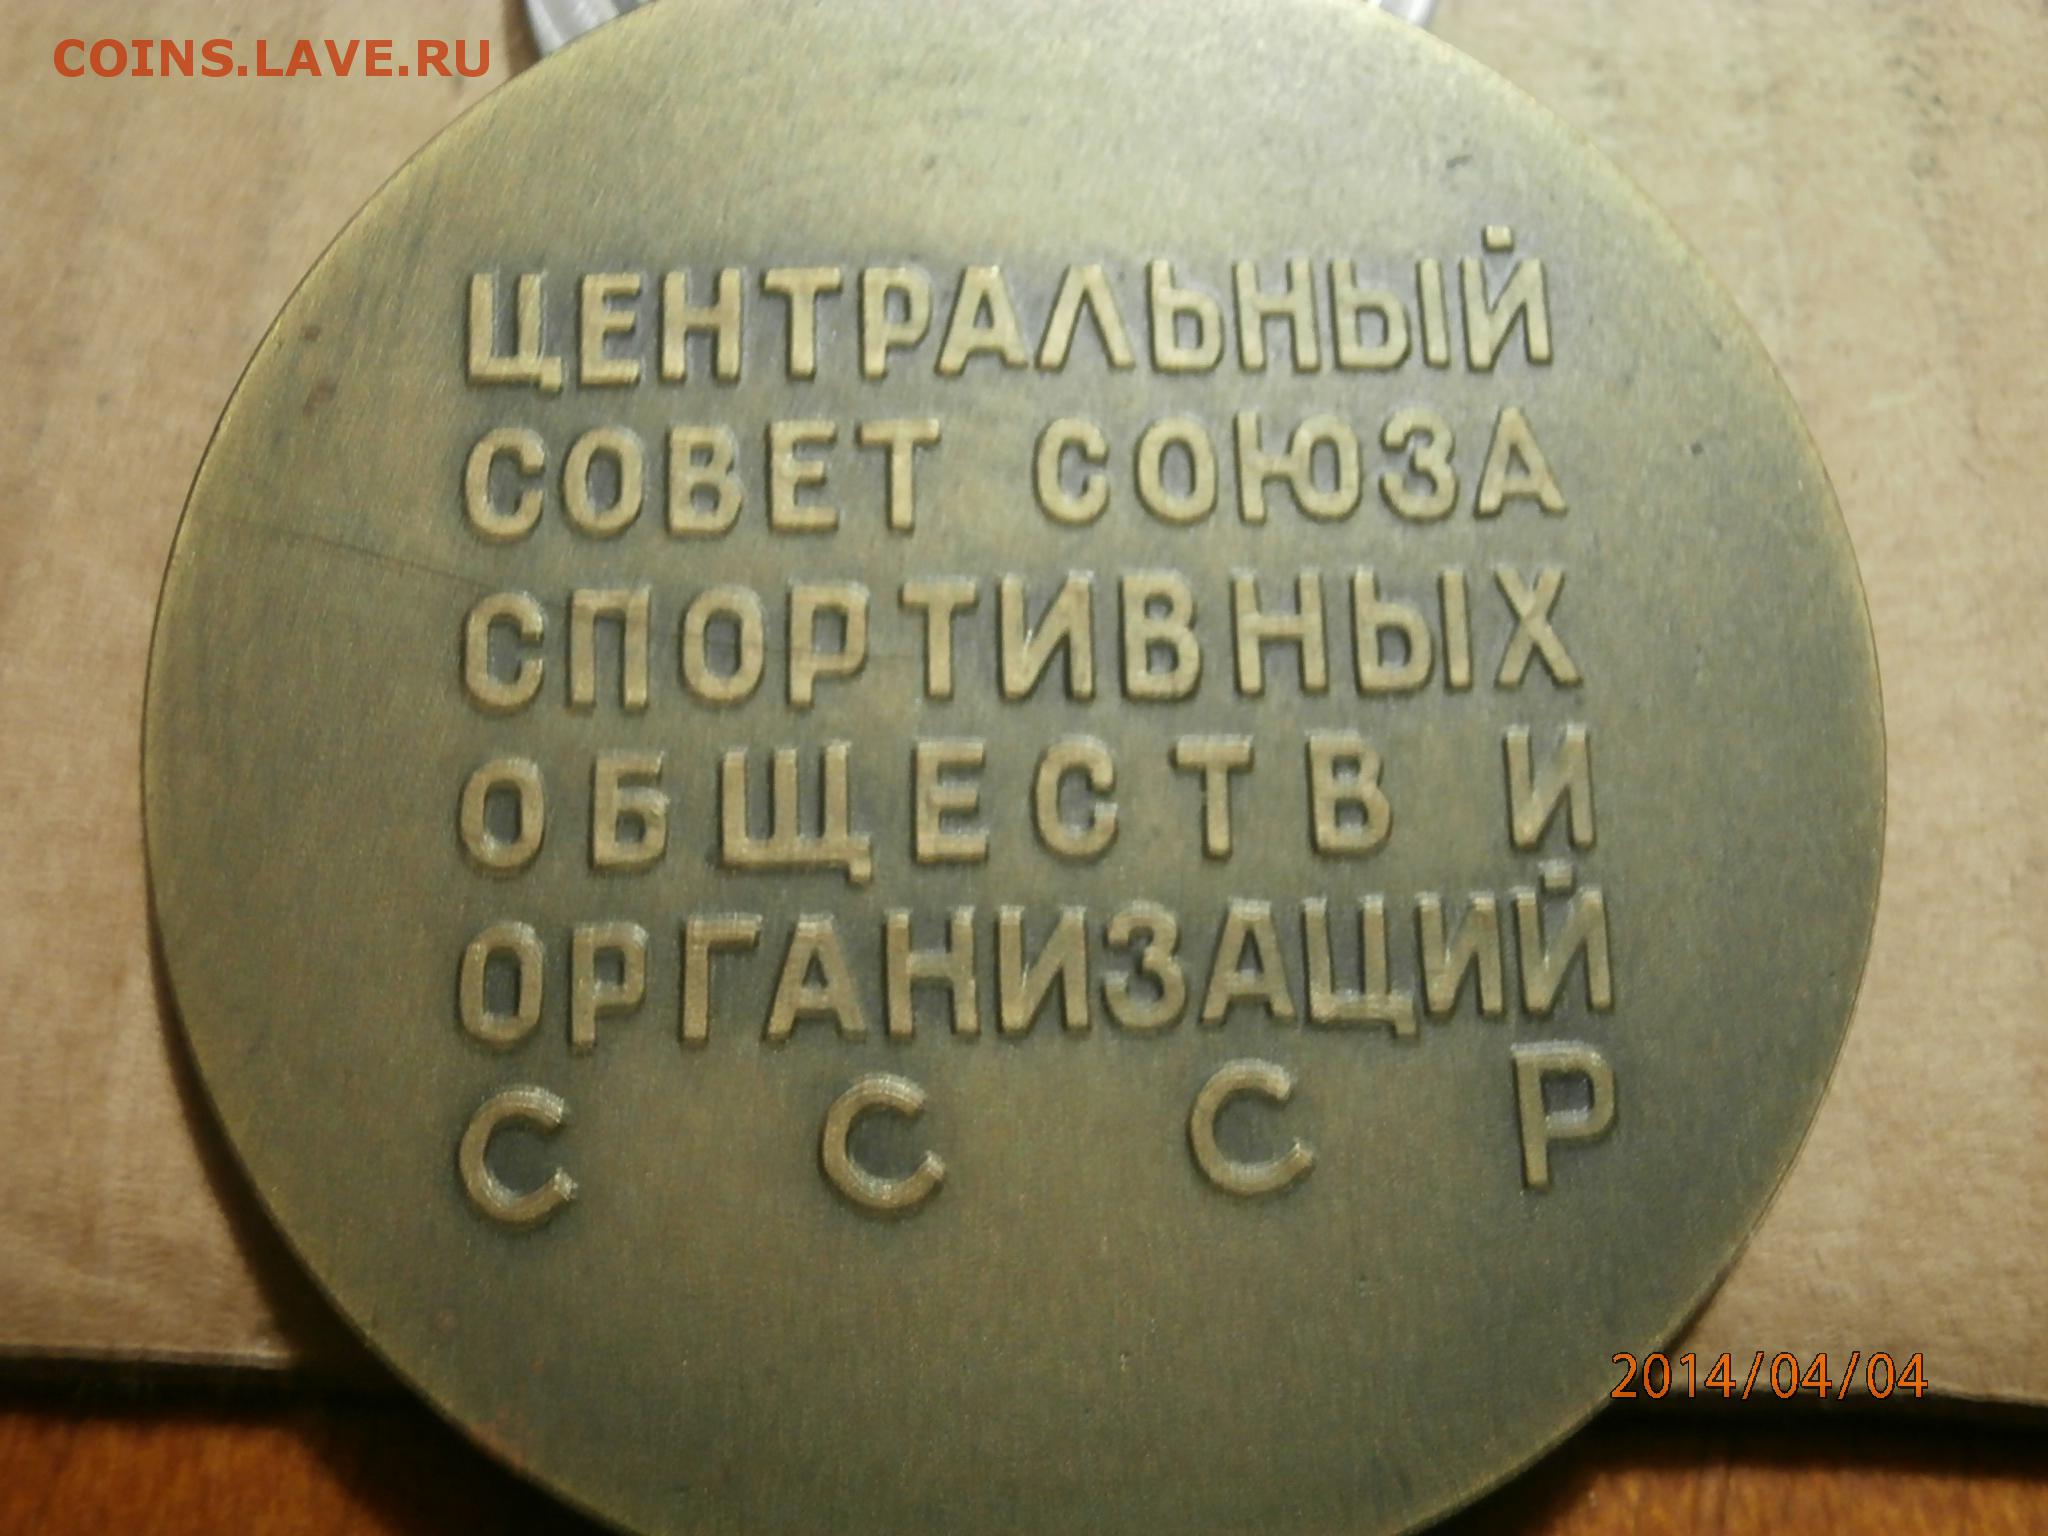 COINS.LAVE.RU
ЦЕНТРАЛЬНЫЙ
СОВЕТ СОЮЗА
СПОРТИВНЫХ
ОБЩЕСТВ И
ОРГАНИЗАЦИЙ
С С С Р
2014/04/04